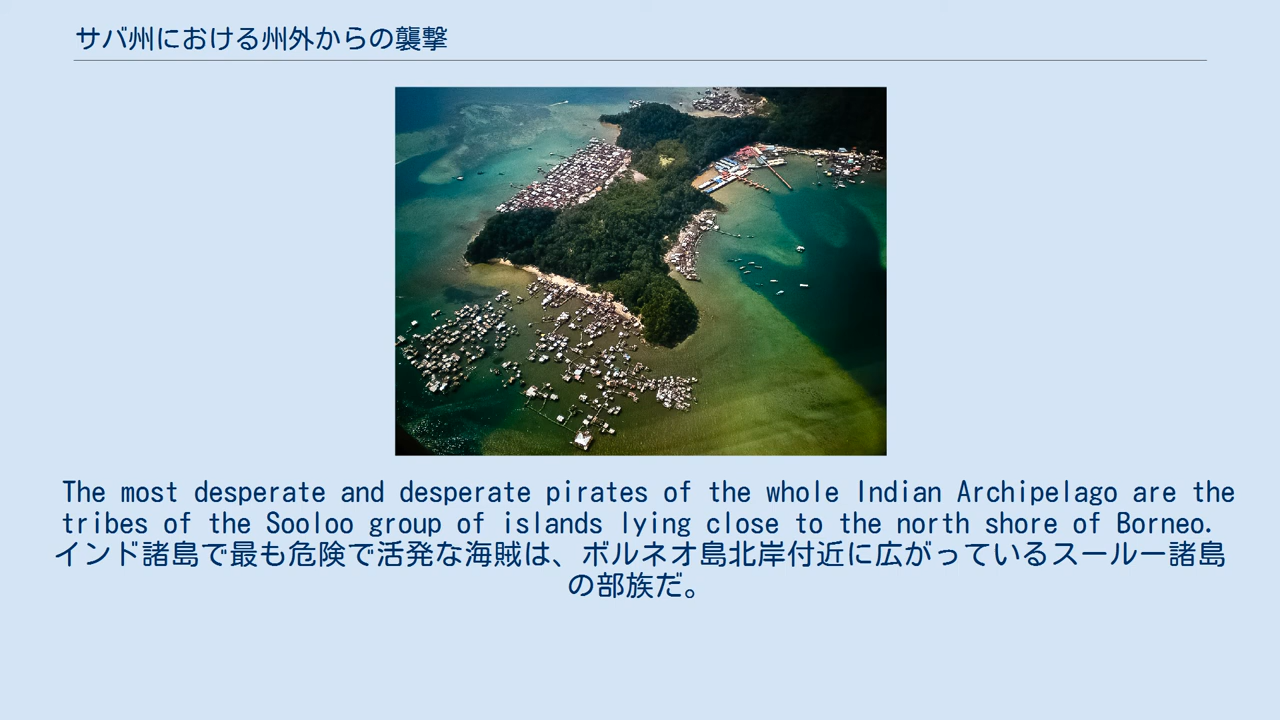 サバ州における州外からの襲撃
The most desperate and desperate pirates of the whole Indian Archipelago are the
tribes of the Sooloo group of islands lying close to the north shore of Borneo.
インド諸島で最も危険で活発な海賊は、ボルネオ島北岸付近に広がっているスールー諸島
の部族だ。